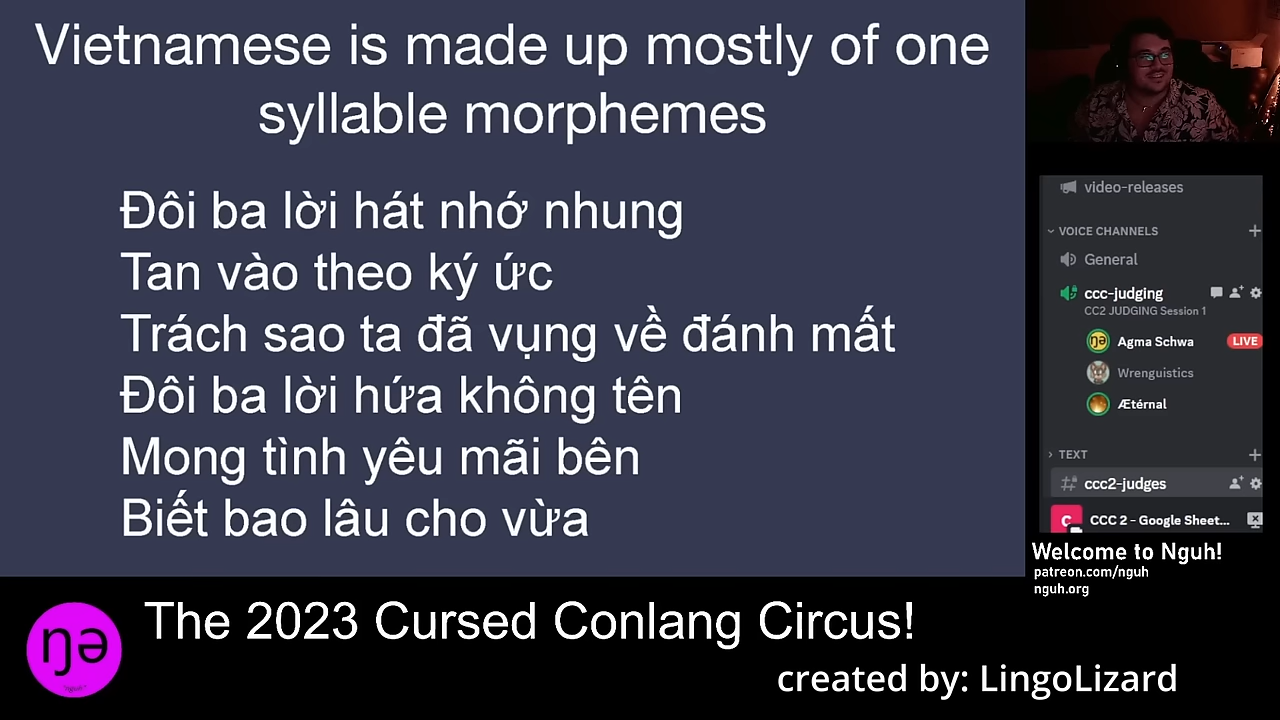 Vietnamese is made up mostly of one
syllable morphemes
Đôi ba lời hát nhớ nhung
Tan vào theo ký ức
Trách sao ta đã vụng về đánh mất
Đôi ba lời hứa không tên
Mong tình yêu mãi bên
Biết bao lâu cho vừa
video-releases
VOICE CHANNELS
General
ccc-judging
CC2 JUDGING Session 1
ŋə
Agma Schwa
LIVE
Wrenguistics
Ætérnal
TEXT
ccc2-judges
C
CCC 2 - Google Sheet...
Welcome to Nguh!
patreon.com/nguh
nguh.org
ŋə
"nguh"
The 2023 Cursed Conlang Circus!
created by: LingoLizard